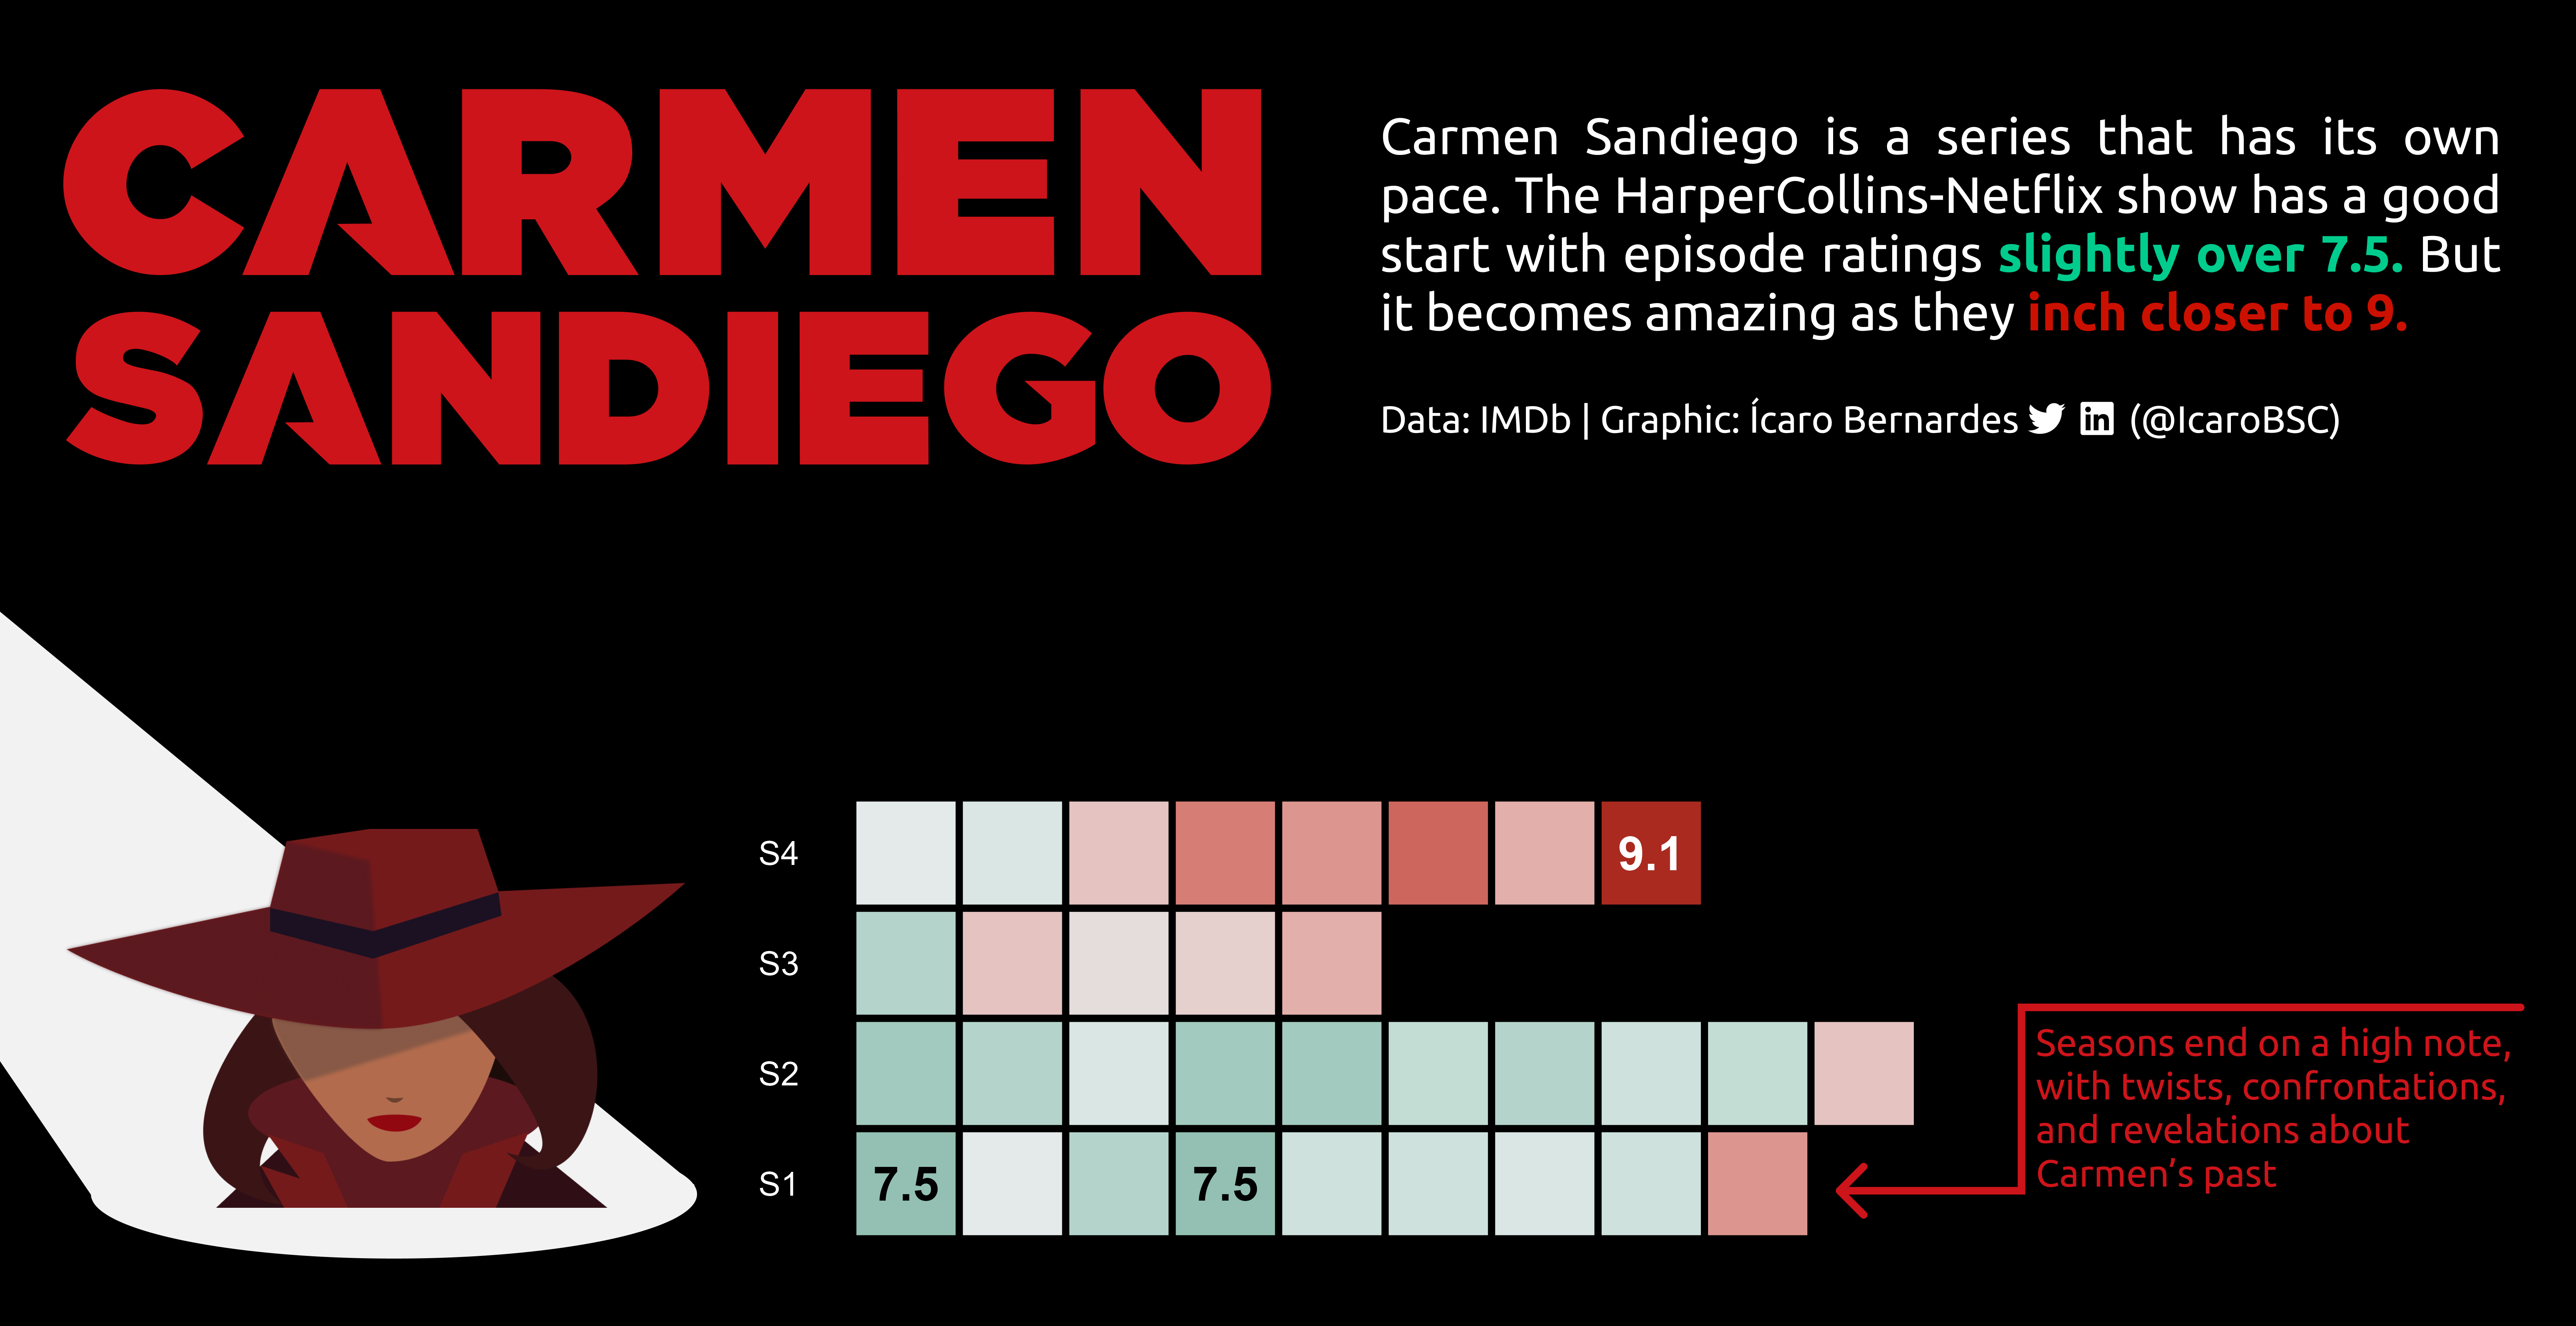 CARMEN
SANDIEGO
Carmen Sandiego is a series that has its own
pace. The HarperCollins-Netflix show has a good
start with episode ratings slightly over 7.5. But
it becomes amazing as they inch closer to 9.
Data: IMDb | Graphic: Ícaro Bernardes in (@IcaroBSC)
S4
9.1
S3
S2
S1
7.5
7.5
Seasons end on a high note,
with twists, confrontations,
and revelations about
Carmen's past